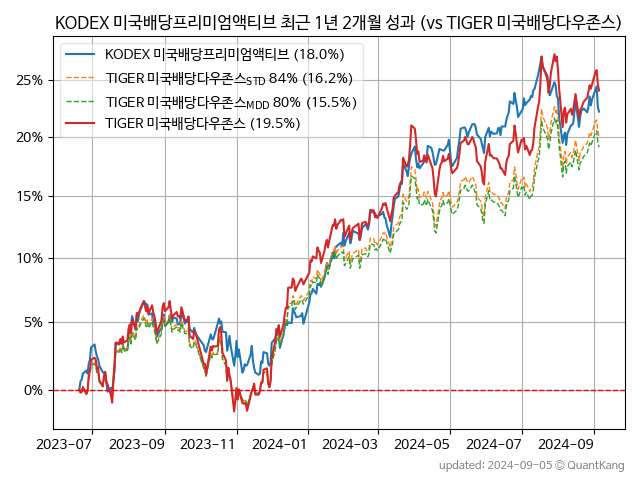 KODEX 미국배당프리미엄액티브 최근 1년 2개월 성과 (vs TIGER 미국배당다우존스)
KODEX 미국배당프리미엄액티브 (18.0%)
TIGER 미국배당다우존스STD 84% (16.2%)
TIGER 미국배당다우존스MDD 80% (15.5%)
TIGER 미국배당다우존스 (19.5%)
25%
20%
15%
10%
5%
0%
2023-07 2023-09 2023-11 2024-01 2024-03 2024-05 2024-07 2024-09
updated: 2024-09-05 © QuantKang